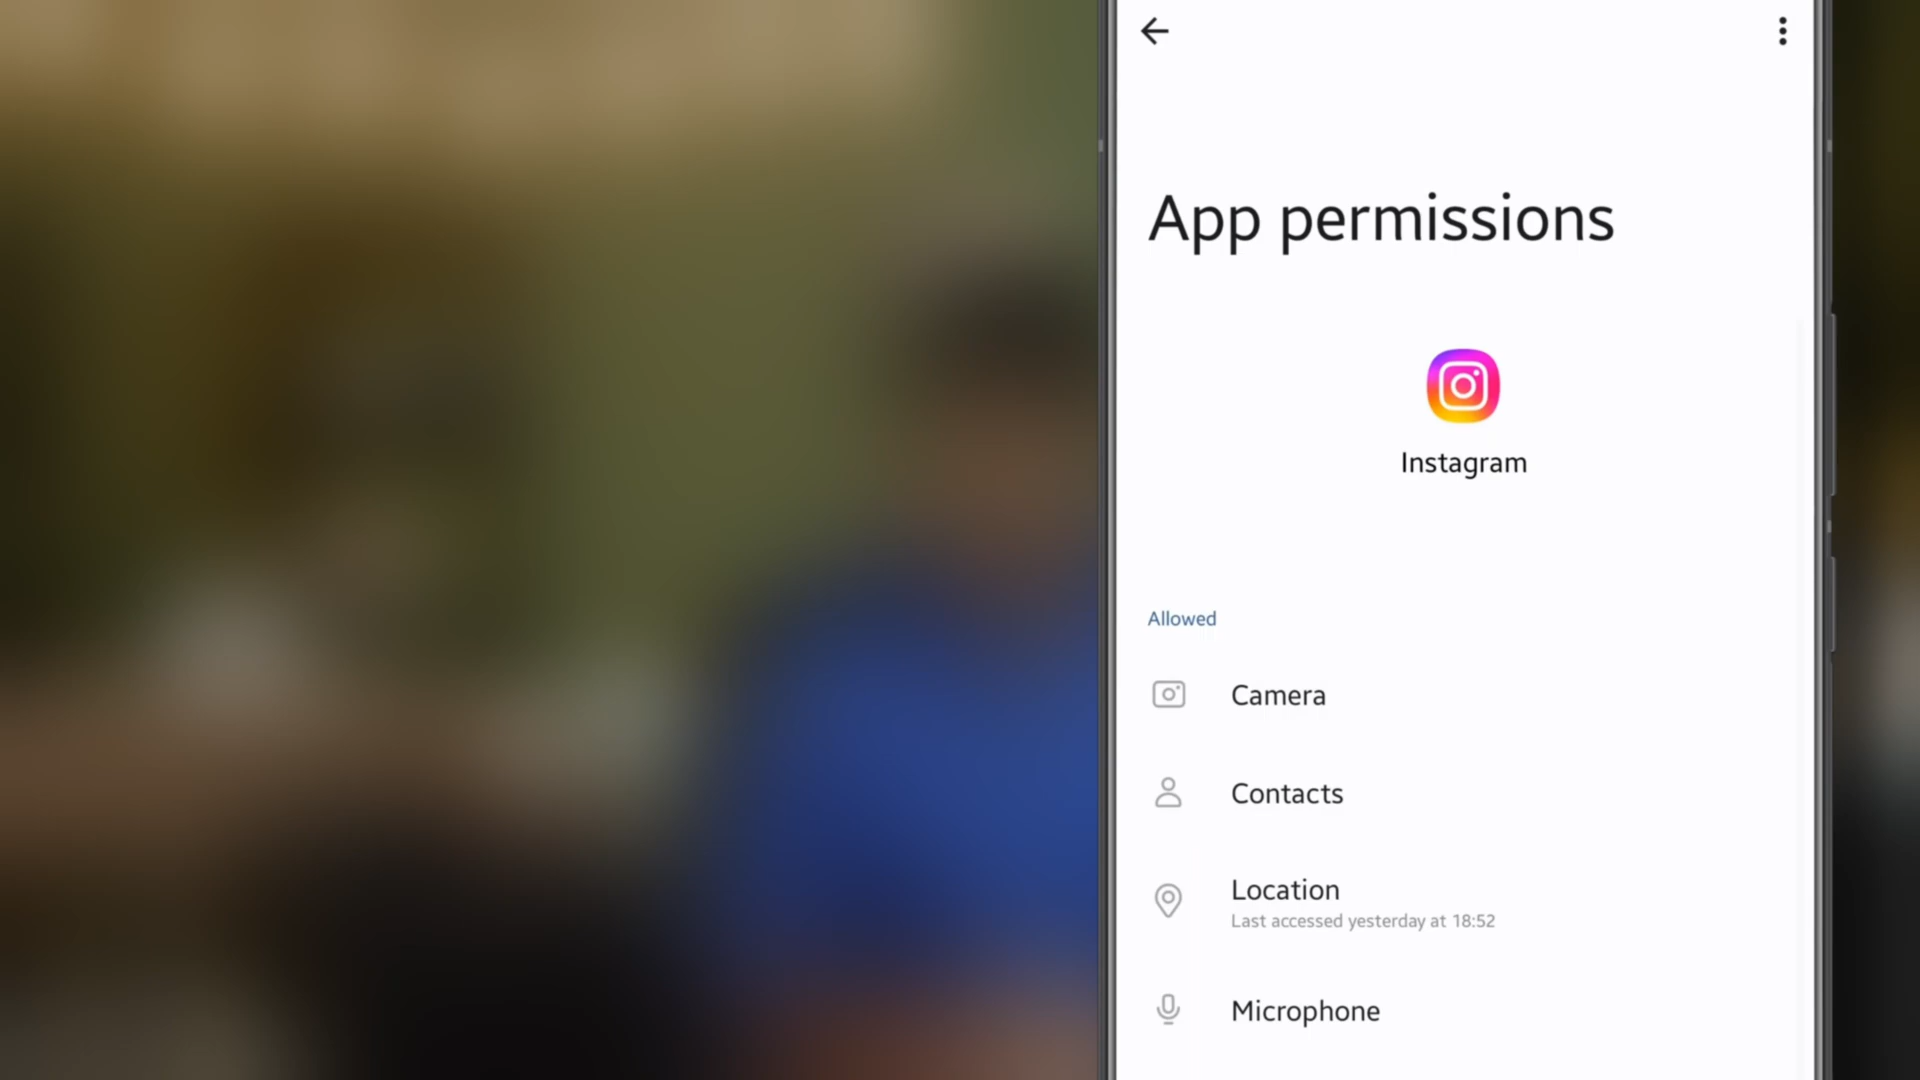 App permissions
Instagram
Allowed
Camera
Contacts
Location
Last accessed yesterday at 18:52
Microphone